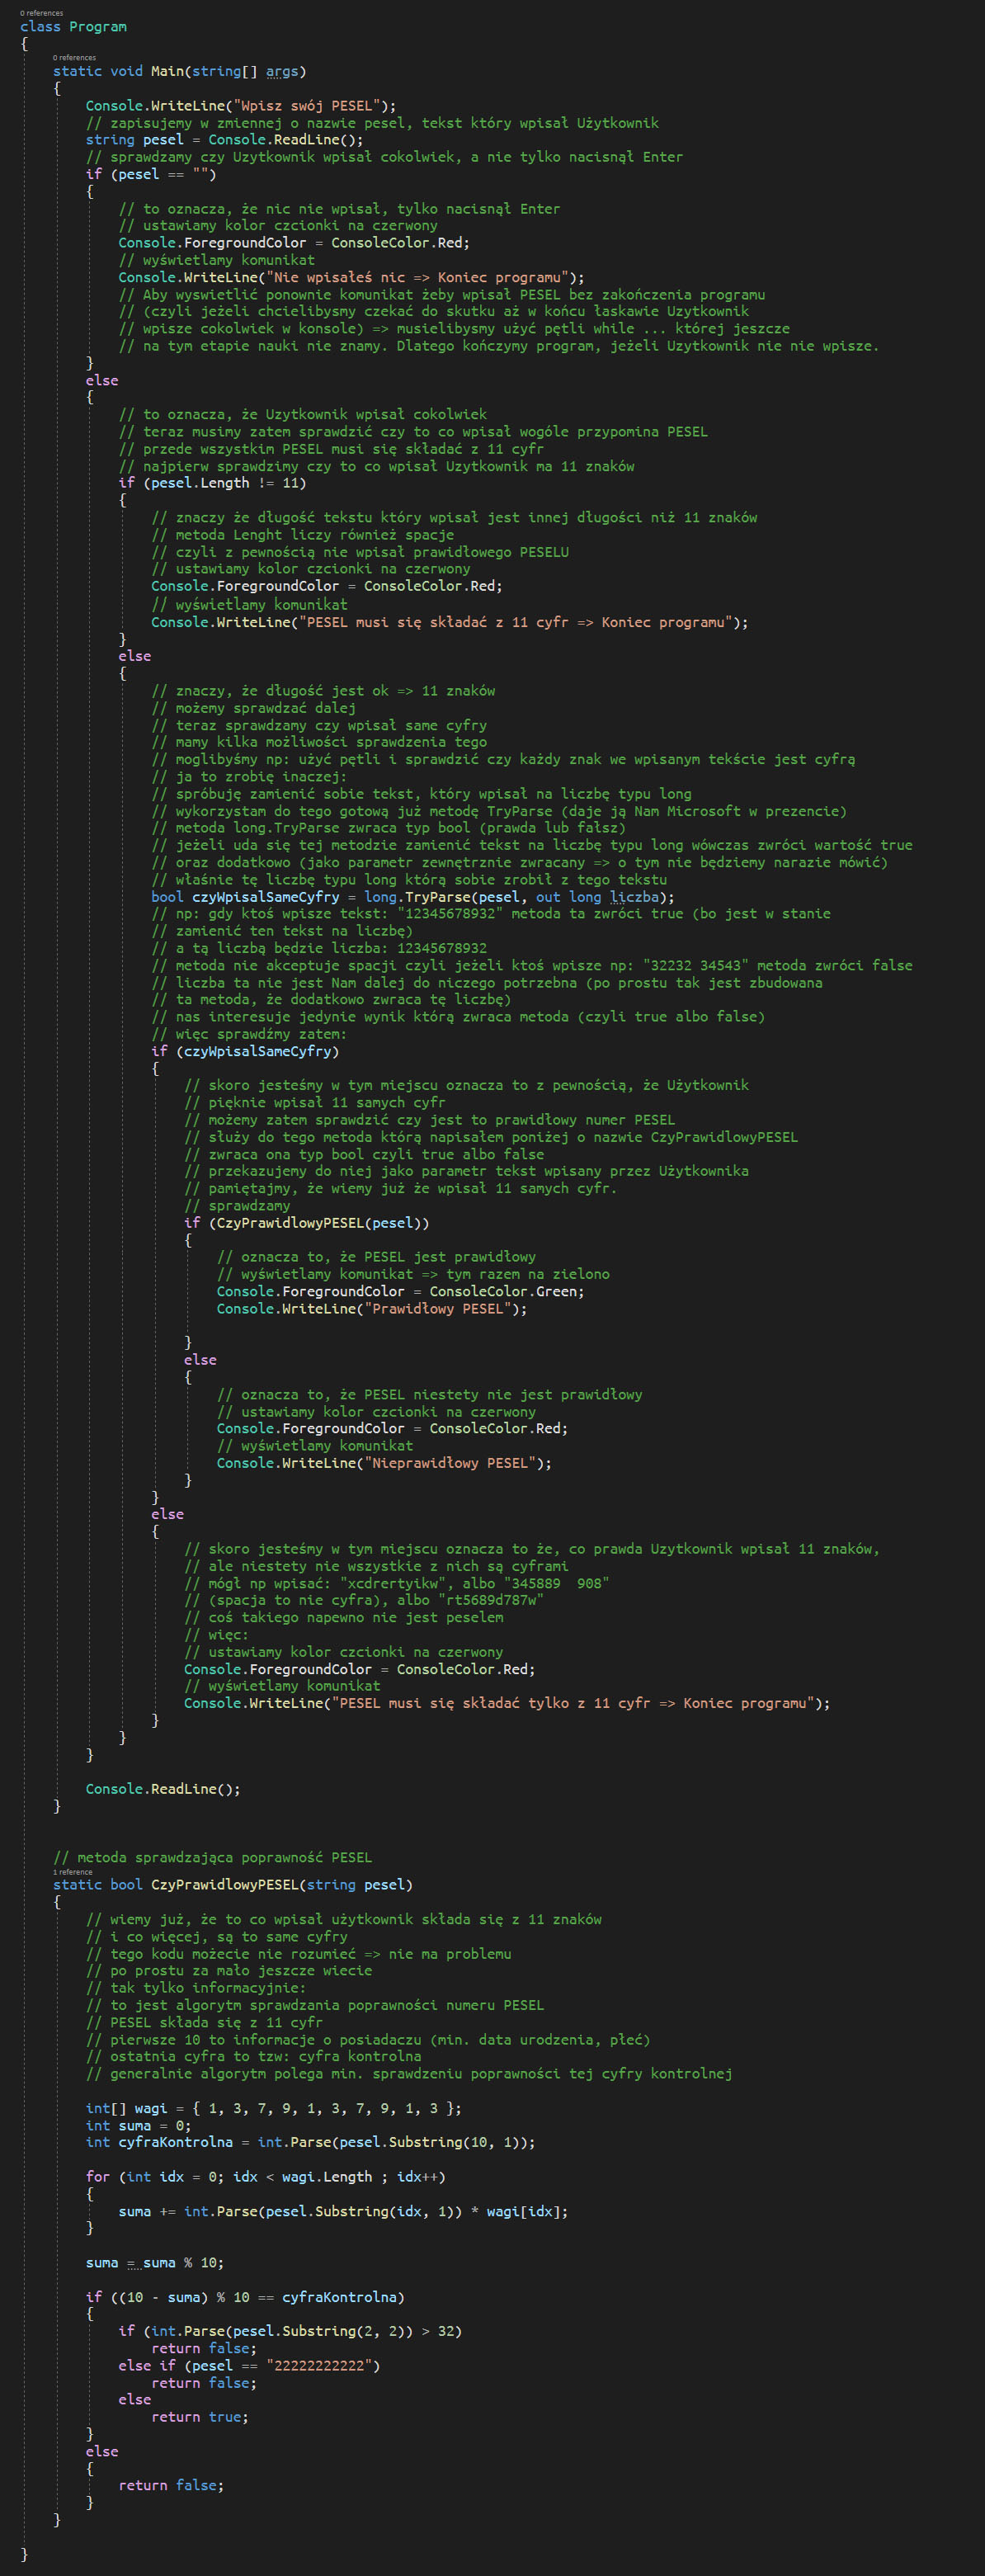 0 references
class Program
{
0 references
static void Main(string[] args)
{
Console.WriteLine("Wpisz swój PESEL");
// zapisujemy w zmiennej o nazwie pesel, tekst który wpisał Użytkownik
string pesel = Console.ReadLine();
// sprawdzamy czy Uzytkownik wpisał cokolwiek, a nie tylko nacisnął Enter
if (pesel == "")
{
// to oznacza, że nic nie wpisał, tylko nacisnął Enter
// ustawiamy kolor czcionki na czerwony
Console.ForegroundColor = ConsoleColor.Red;
// wyświetlamy komunikat
Console.WriteLine("Nie wpisałeś nic => Koniec programu");
// Aby wyswietlić ponownie komunikat żeby wpisał PESEL bez zakończenia programu
// (czyli jeżeli chcielibysmy czekać do skutku aż w końcu łaskawie Uzytkownik
// wpisze cokolwiek w konsole) => musielibysmy użyć pętli while ... której jeszcze
// na tym etapie nauki nie znamy. Dlatego kończymy program, jeżeli Uzytkownik nie nie wpisze.
}
else
{
// to oznacza, że Uzytkownik wpisał cokolwiek
// teraz musimy zatem sprawdzić czy to co wpisał wogóle przypomina PESEL
// przede wszystkim PESEL musi się składać z 11 cyfr
// najpierw sprawdzimy czy to co wpisał Uzytkownik ma 11 znaków
if (pesel.Length != 11)
{
// znaczy że długość tekstu który wpisał jest innej długości niż 11 znaków
// metoda Lenght liczy również spacje
// czyli z pewnością nie wpisał prawidłowego PESELU
// ustawiamy kolor czcionki na czerwony
Console.ForegroundColor = ConsoleColor.Red;
// wyświetlamy komunikat
Console.WriteLine("PESEL musi się składać z 11 cyfr => Koniec programu");
}
else
{
// znaczy, że długość jest ok => 11 znaków
// możemy sprawdzać dalej
// teraz sprawdzamy czy wpisał same cyfry
// mamy kilka możliwości sprawdzenia tego
// moglibyśmy np: użyć pętli i sprawdzić czy każdy znak we wpisanym tekście jest cyfrą
// ja to zrobię inaczej:
// spróbuję zamienić sobie tekst, który wpisał na liczbę typu long
// wykorzystam do tego gotową już metodę TryParse (daje ją Nam Microsoft w prezencie)
// metoda long.TryParse zwraca typ bool (prawda lub fałsz)
// jeżeli uda się tej metodzie zamienić tekst na liczbę typu long wówczas zwróci wartość true
// oraz dodatkowo (jako parametr zewnętrznie zwracany => o tym nie będziemy narazie mówić)
// właśnie tę liczbę typu long którą sobie zrobił z tego tekstu
bool czyWpisalSameCyfry = long.TryParse(pesel, out long liczba);
// np: gdy ktoś wpisze tekst: "12345678932" metoda ta zwróci true (bo jest w stanie
// zamienić ten tekst na liczbę)
// a tą liczbą będzie liczba: 12345678932
// metoda nie akceptuje spacji czyli jeżeli ktoś wpisze np: "32232 34543" metoda zwróci false
// liczba ta nie jest Nam dalej do niczego potrzebna (po prostu tak jest zbudowana
// ta metoda, że dodatkowo zwraca tę liczbę)
// nas interesuje jedynie wynik którą zwraca metoda (czyli true albo false)
// więc sprawdźmy zatem:
if (czyWpisalSameCyfry)
{
// skoro jesteśmy w tym miejscu oznacza to z pewnością, że Użytkownik
// pięknie wpisał 11 samych cyfr
// możemy zatem sprawdzić czy jest to prawidłowy numer PESEL
// służy do tego metoda którą napisałem poniżej o nazwie CzyPrawidlowyPESEL
// zwraca ona typ bool czyli true albo false
// przekazujemy do niej jako parametr tekst wpisany przez Użytkownika
// pamiętajmy, że wiemy już że wpisał 11 samych cyfr.
// sprawdzamy
if (CzyPrawidlowyPESEL(pesel))
{
// oznacza to, że PESEL jest prawidłowy
// wyświetlamy komunikat => tym razem na zielono
Console.ForegroundColor = ConsoleColor.Green;
Console.WriteLine("Prawidłowy PESEL");
}
else
{
// oznacza to, że PESEL niestety nie jest prawidłowy
// ustawiamy kolor czcionki na czerwony
Console.ForegroundColor = ConsoleColor.Red;
// wyświetlamy komunikat
Console.WriteLine("Nieprawidłowy PESEL");
}
}
else
{
// skoro jesteśmy w tym miejscu oznacza to że, co prawda Uzytkownik wpisał 11 znaków,
// ale niestety nie wszystkie z nich są cyframi
// mógł np wpisać: "xcdrertyikw", albo "345889  908"
// (spacja to nie cyfra), albo "rt5689d787w"
// coś takiego napewno nie jest peselem
// więc:
// ustawiamy kolor czcionki na czerwony
Console.ForegroundColor = ConsoleColor.Red;
// wyświetlamy komunikat
Console.WriteLine("PESEL musi się składać tylko z 11 cyfr => Koniec programu");
}
}
}
Console.ReadLine();
}
// metoda sprawdzająca poprawność PESEL
1 reference
static bool CzyPrawidlowyPESEL(string pesel)
{
// wiemy już, że to co wpisał użytkownik składa się z 11 znaków
// i co więcej, są to same cyfry
// tego kodu możecie nie rozumieć => nie ma problemu
// po prostu za mało jeszcze wiecie
// tak tylko informacyjnie:
// to jest algorytm sprawdzania poprawności numeru PESEL
// PESEL składa się z 11 cyfr
// pierwsze 10 to informacje o posiadaczu (min. data urodzenia, płeć)
// ostatnia cyfra to tzw: cyfra kontrolna
// generalnie algorytm polega min. sprawdzeniu poprawności tej cyfry kontrolnej
int[] wagi = { 1, 3, 7, 9, 1, 3, 7, 9, 1, 3 };
int suma = 0;
int cyfraKontrolna = int.Parse(pesel.Substring(10, 1));
for (int idx = 0; idx < wagi.Length ; idx++)
{
suma += int.Parse(pesel.Substring(idx, 1)) * wagi[idx];
}
suma = suma % 10;
if ((10 - suma) % 10 == cyfraKontrolna)
{
if (int.Parse(pesel.Substring(2, 2)) > 32)
return false;
else if (pesel == "22222222222")
return false;
else
return true;
}
else
{
return false;
}
}
}